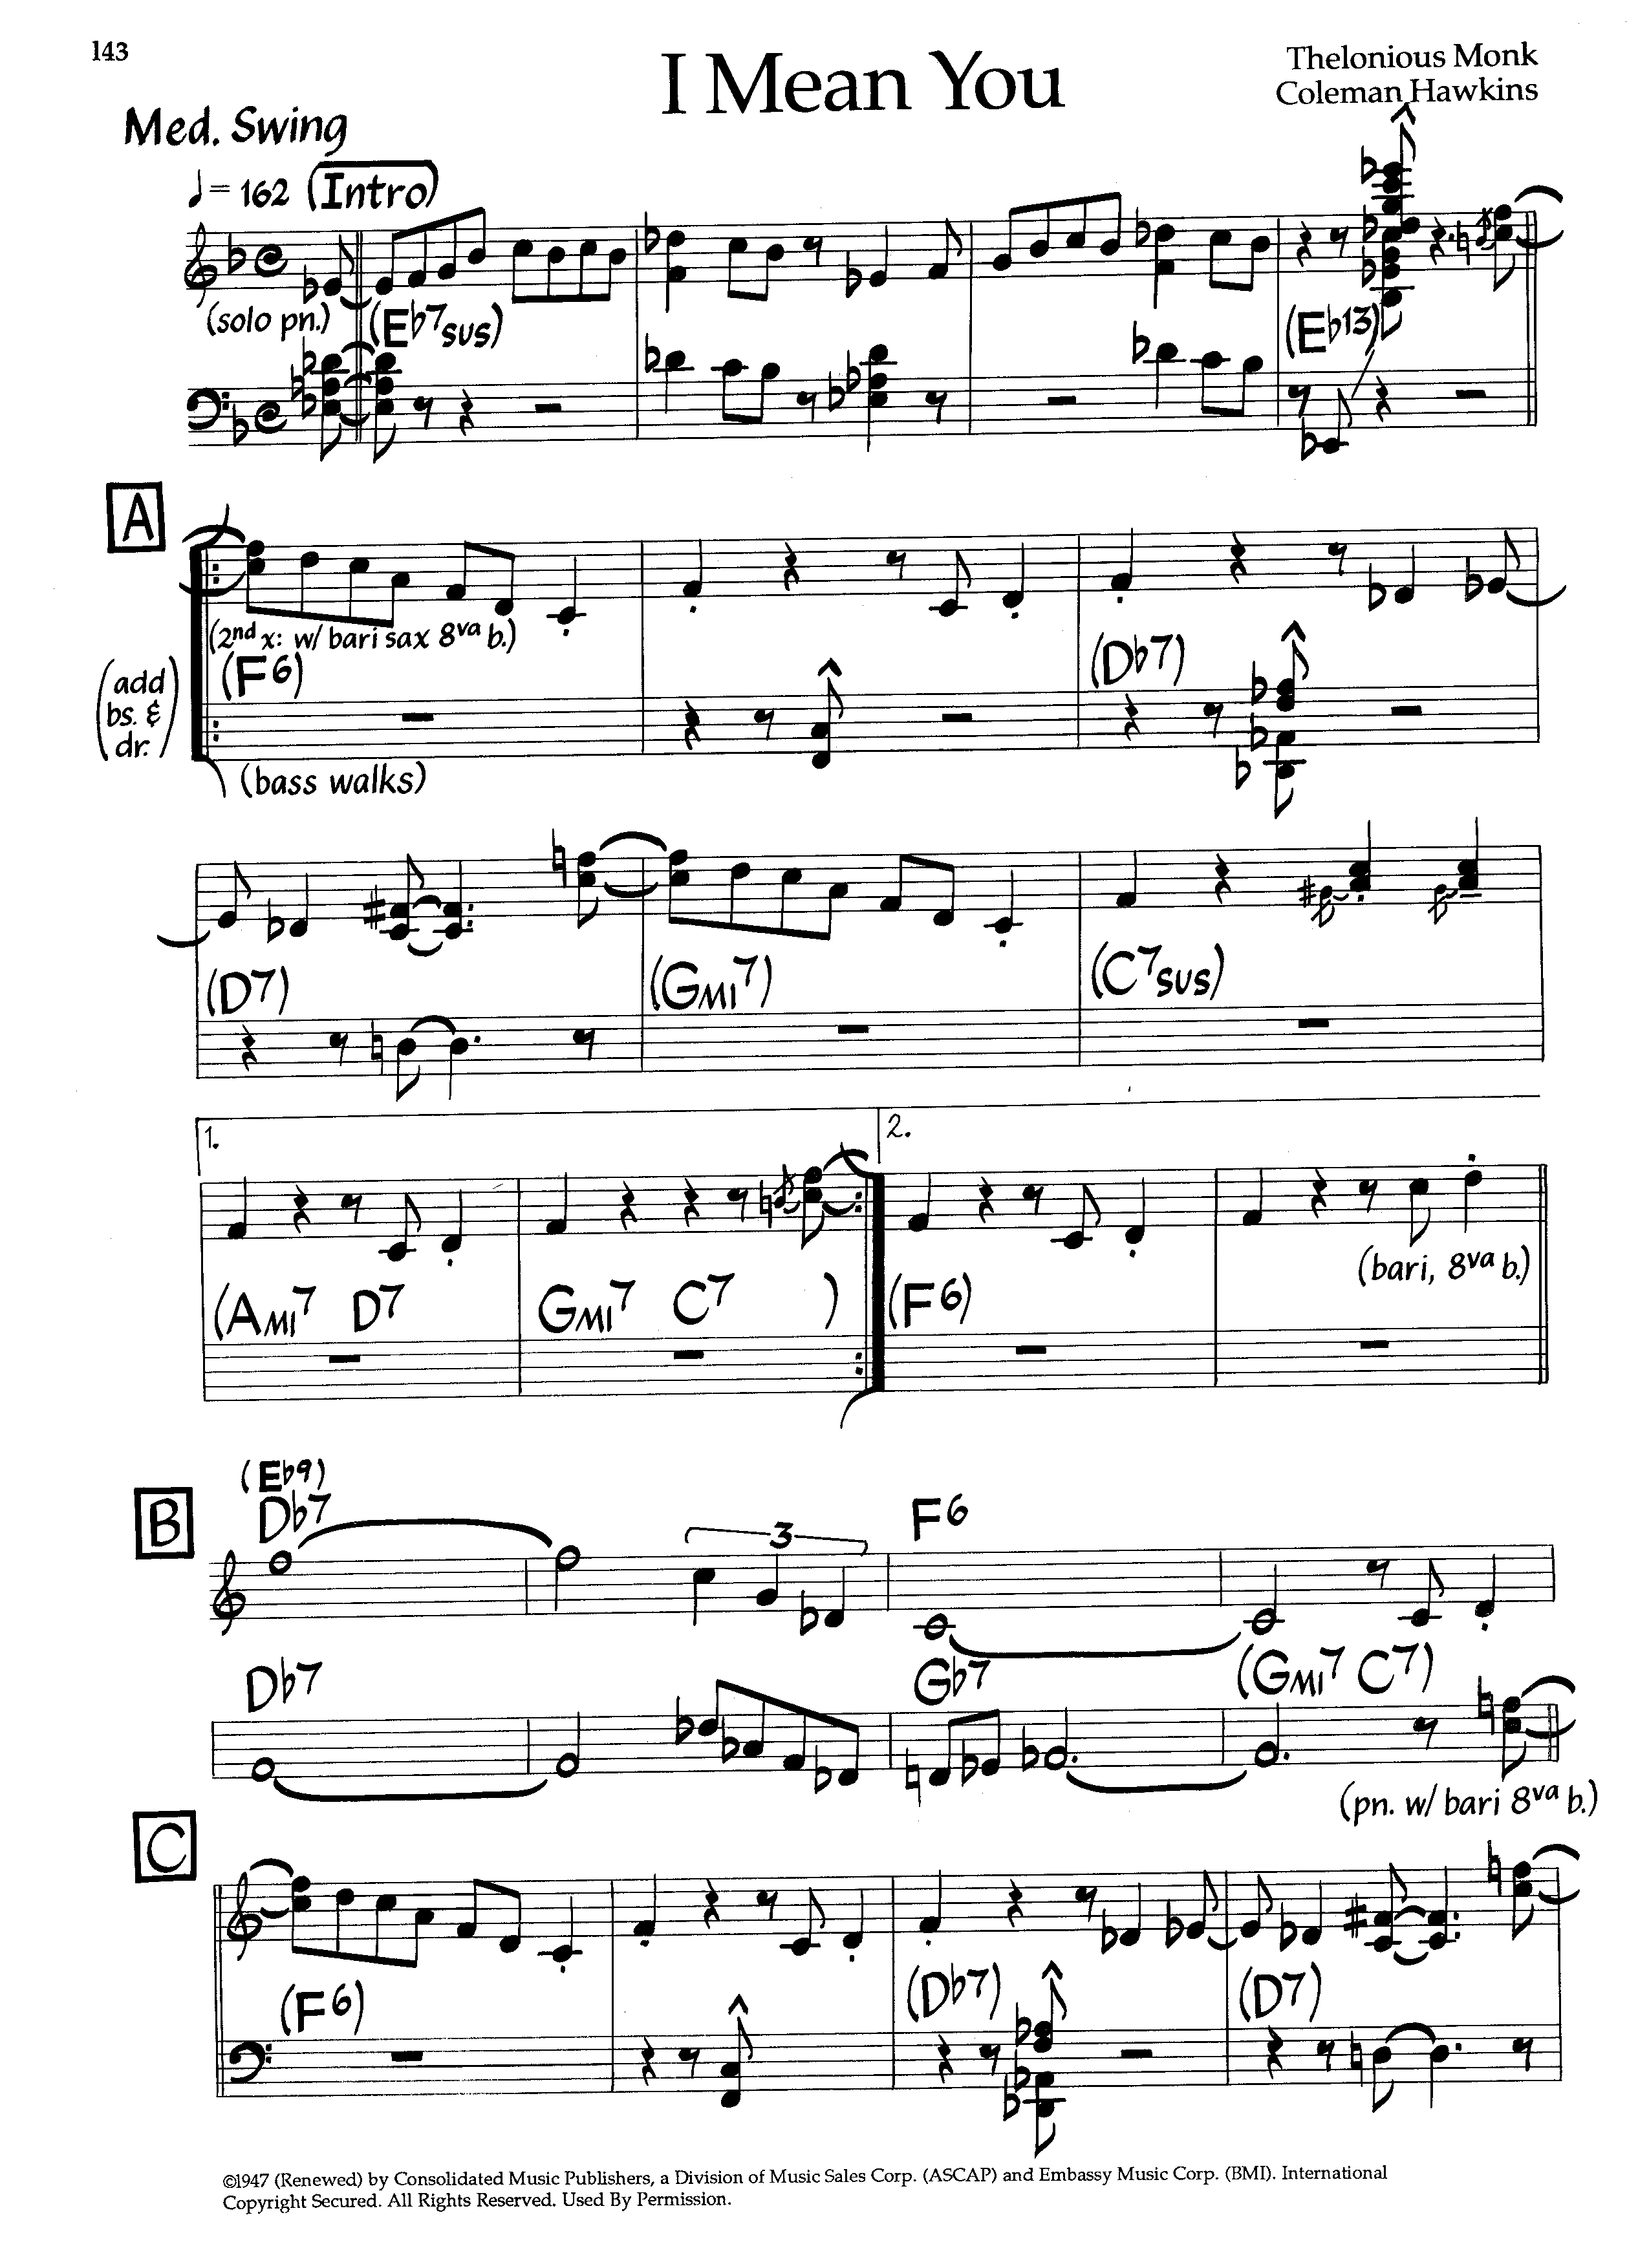 143
I Mean You
Thelonious Monk
Coleman Hawkins
Med. Swing
♩= 162 (Intro)
(solo pn.) (E♭7sus) (E♭13)
A
(2nd x: w/ bari sax 8va b.)
(add
bs. &
dr.)
(F6) (D♭7)
(bass walks)
(D7) (GMI7) (C7sus)
1. 2.
(bari, 8va b.)
(AMI7 D7 GMI7 C7 ) (F6)
(E♭9)
B
D♭7 F6
3
D♭7 G♭7 (GMI7 C7)
(pn. w/ bari 8va b.)
C
(F6) (D♭7) (D7)
©1947 (Renewed) by Consolidated Music Publishers, a Division of Music Sales Corp. (ASCAP) and Embassy Music Corp. (BMI). International
Copyright Secured. All Rights Reserved. Used By Permission.